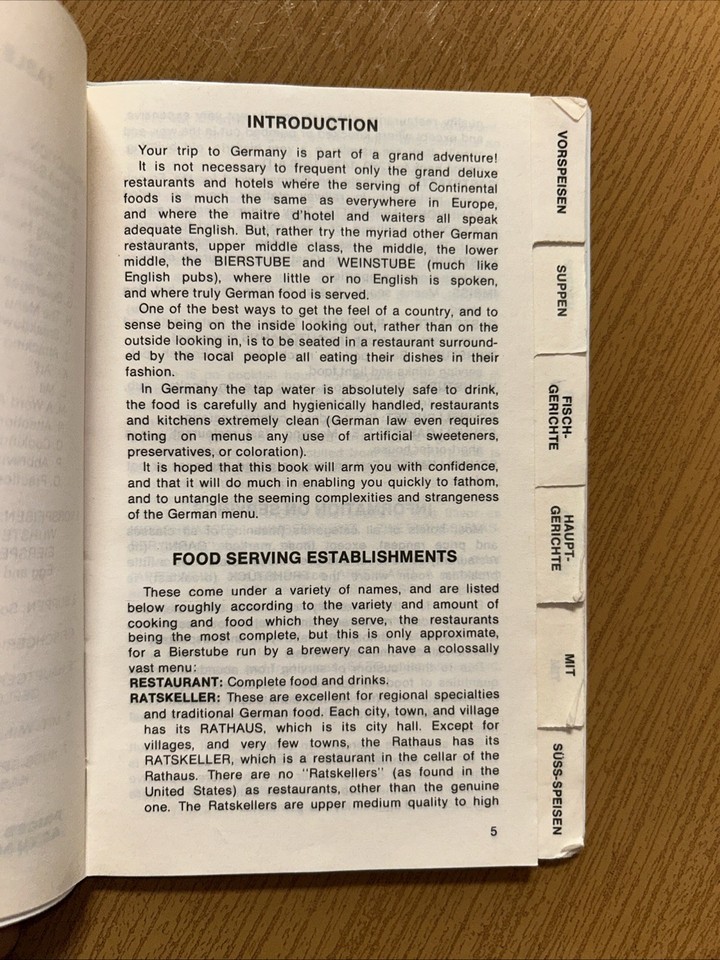 INTRODUCTION
Your trip to Germany is part of a grand adventure!
It is not necessary to frequent only the grand deluxe
restaurants and hotels where the serving of Continental
foods is much the same as everywhere in Europe,
and where the maitre d'hotel and waiters all speak
adequate English. But, rather try the myriad other German
restaurants, upper middle class, the middle, the lower
middle, the BIERSTUBE and WEINSTUBE (much like
English pubs), where little or no English is spoken,
and where truly German food is served.
One of the best ways to get the feel of a country, and to
sense being on the inside looking out, rather than on the
outside looking in, is to be seated in a restaurant surround-
ed by the local people all eating their dishes in their
fashion.
In Germany the tap water is absolutely safe to drink,
the food is carefully and hygienically handled, restaurants
and kitchens extremely clean (German law even requires
noting on menus any use of artificial sweeteners,
preservatives, or coloration).
It is hoped that this book will arm you with confidence,
and that it will do much in enabling you quickly to fathom,
and to untangle the seeming complexities and strangeness
of the German menu.
FOOD SERVING ESTABLISHMENTS
These come under a variety of names, and are listed
below roughly according to the variety and amount of
cooking and food which they serve, the restaurants
being the most complete, but this is only approximate,
for a Bierstube run by a brewery can have a colossally
vast menu:
RESTAURANT: Complete food and drinks.
RATSKELLER: These are excellent for regional specialties
and traditional German food. Each city, town, and village
has its RATHAUS, which is its city hall. Except for
villages, and very few towns, the Rathaus has its
RATSKELLER, which is a restaurant in the cellar of the
Rathaus. There are no "Ratskellers" (as found in the
United States) as restaurants, other than the genuine
one. The Ratskellers are upper medium quality to high
5
VORSPEISEN
SUPPEN
FISCH-
GERICHTE
HAUPT-
GERICHTE
MIT
SÜSS-SPEISEN